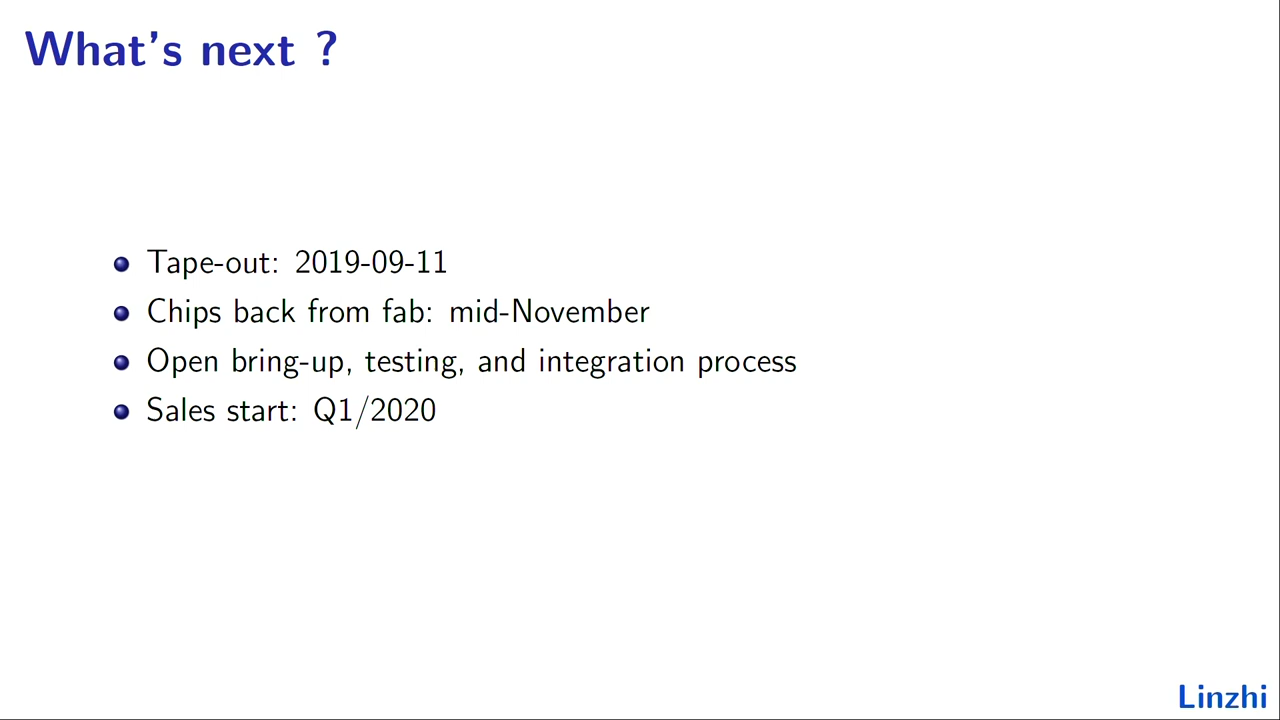 What's next ?
Tape-out: 2019-09-11
Chips back from fab: mid-November
Open bring-up, testing, and integration process
Sales start: Q1/2020
Linzhi